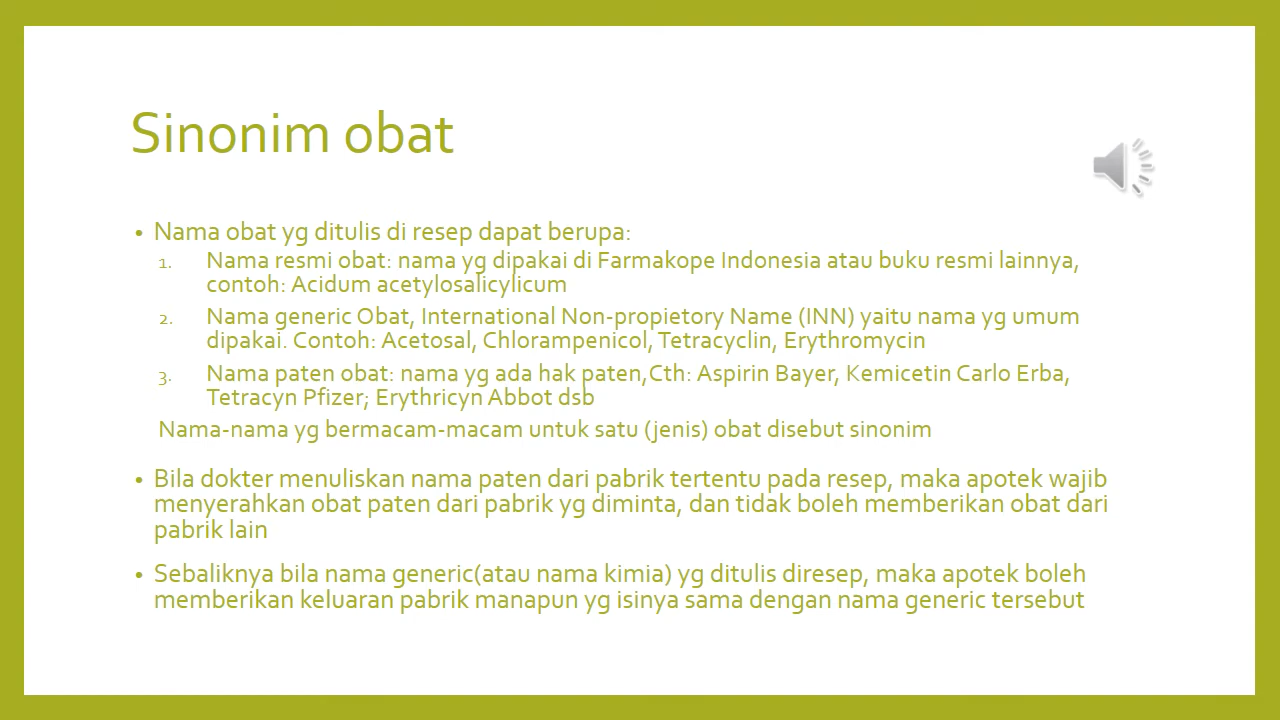 Sinonim obat
• Nama obat yg ditulis di resep dapat berupa:
1. Nama resmi obat: nama yg dipakai di Farmakope Indonesia atau buku resmi lainnya,
contoh: Acidum acetylosalicylicum
2. Nama generic Obat, International Non-propietory Name (INN) yaitu nama yg umum
dipakai. Contoh: Acetosal, Chlorampenicol, Tetracyclin, Erythromycin
3. Nama paten obat: nama yg ada hak paten,Cth: Aspirin Bayer, Kemicetin Carlo Erba,
Tetracyn Pfizer; Erythricyn Abbot dsb
Nama-nama yg bermacam-macam untuk satu (jenis) obat disebut sinonim
• Bila dokter menuliskan nama paten dari pabrik tertentu pada resep, maka apotek wajib
menyerahkan obat paten dari pabrik yg diminta, dan tidak boleh memberikan obat dari
pabrik lain
• Sebaliknya bila nama generic(atau nama kimia) yg ditulis diresep, maka apotek boleh
memberikan keluaran pabrik manapun yg isinya sama dengan nama generic tersebut